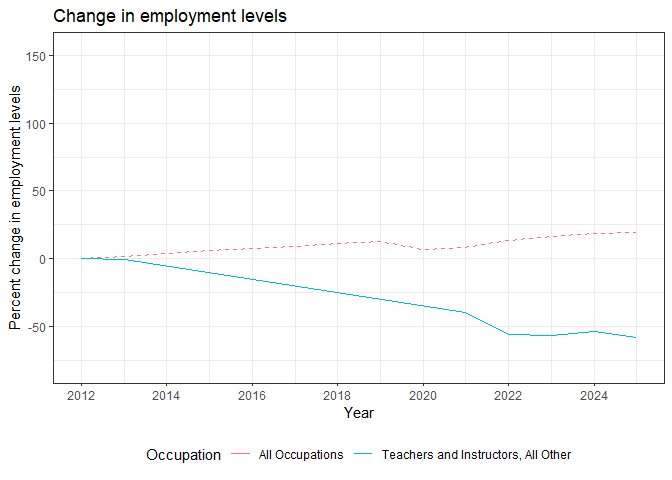 Change in employment levels
Percent change in employment levels
150
100
50
0
-50
2012
2014
2016
2018
2020
2022
2024
Year
Occupation
All Occupations
Teachers and Instructors, All Other